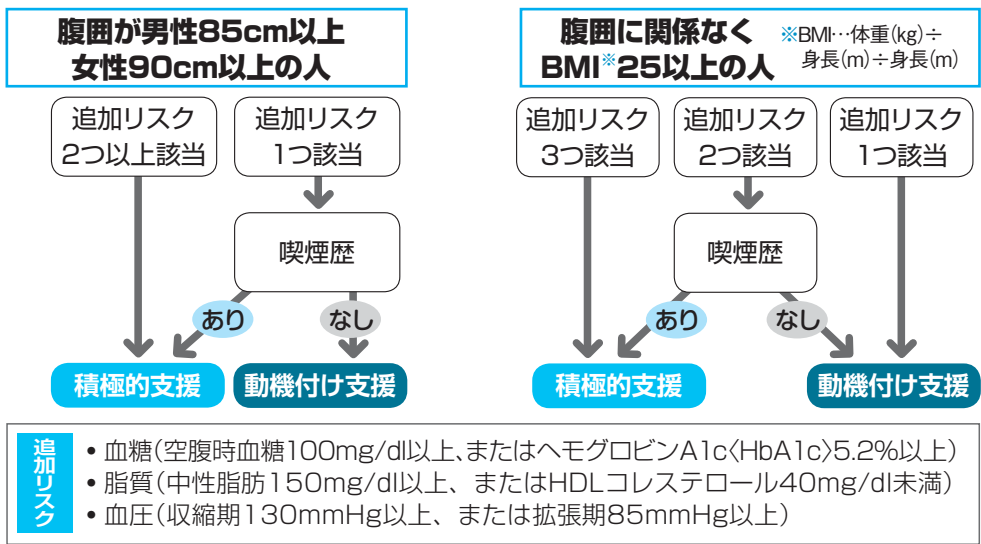 腹囲が男性85cm以上
女性90cm以上の人
追加リスク
2つ以上該当
追加リスク
1つ該当
喫煙歴
あり
なし
積極的支援
動機付け支援
腹囲に関係なく
BMI※25以上の人
※BMI…体重(kg)÷
身長(m)÷身長(m)
追加リスク
3つ該当
追加リスク
2つ該当
追加リスク
1つ該当
喫煙歴
あり
なし
積極的支援
動機付け支援
追加リスク
• 血糖(空腹時血糖100mg/dl以上、またはヘモグロビンA1c〈HbA1c〉5.2%以上)
• 脂質(中性脂肪150mg/dl以上、またはHDLコレステロール40mg/dl未満)
• 血圧(収縮期130mmHg以上、または拡張期85mmHg以上)